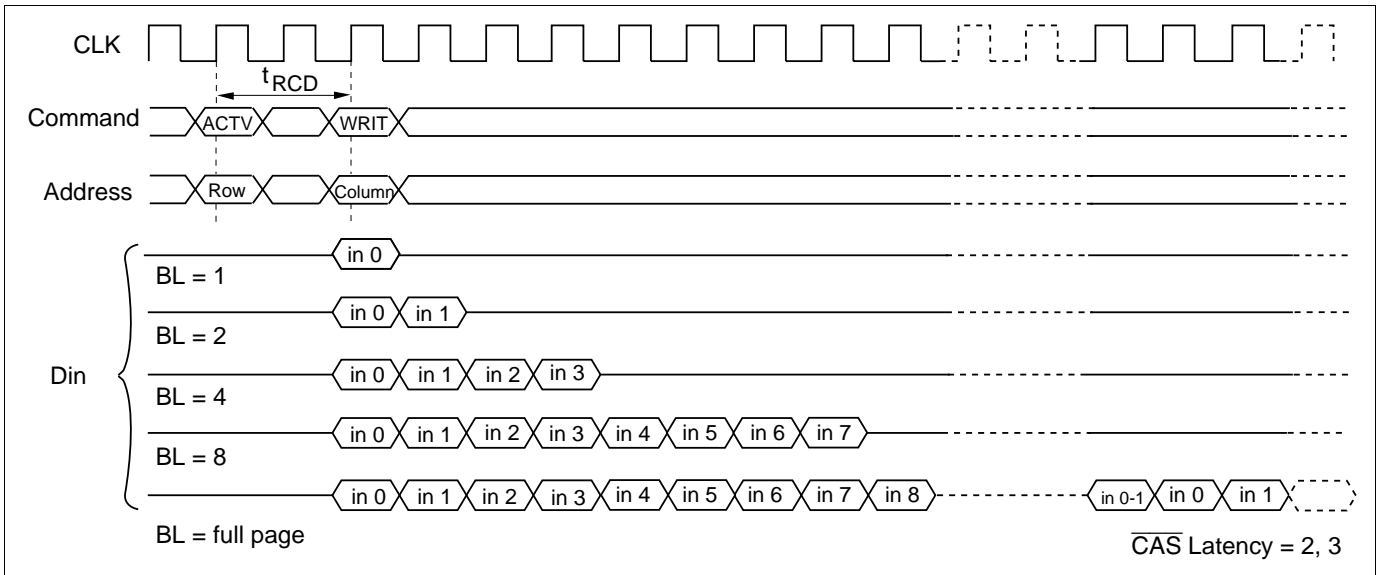 CLK
tRCD
Command ACTV WRIT
Address Row Column
in 0
BL = 1
in 0 in 1
BL = 2
Din
in 0 in 1 in 2 in 3
BL = 4
in 0 in 1 in 2 in 3 in 4 in 5 in 6 in 7
BL = 8
in 0 in 1 in 2 in 3 in 4 in 5 in 6 in 7 in 8 in 0-1 in 0 in 1
BL = full page
CAS Latency = 2, 3